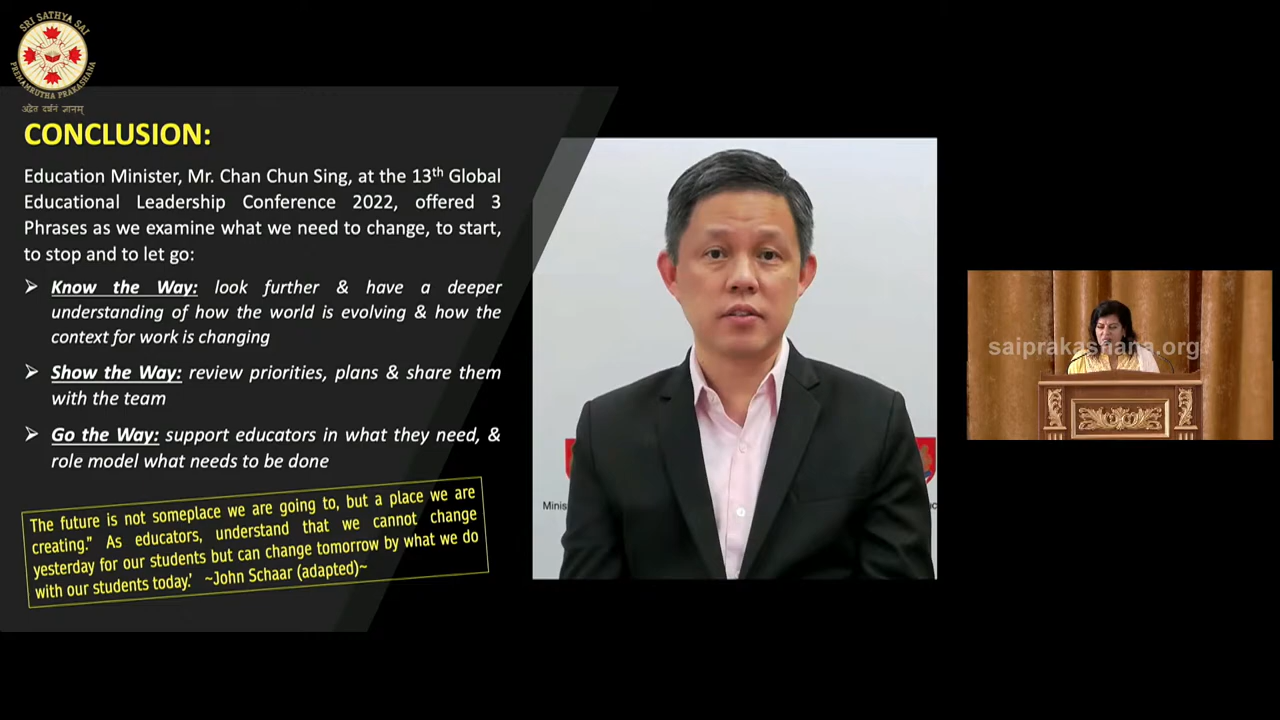 SRI SATHYA SAI
PREMAMRUTHA PRAKASHANA
अद्वैत दर्शनं ज्ञानम्
CONCLUSION:
Education Minister, Mr. Chan Chun Sing, at the 13th Global
Educational Leadership Conference 2022, offered 3
Phrases as we examine what we need to change, to start,
to stop and to let go:
➢ Know the Way: look further & have a deeper
understanding of how the world is evolving & how the
context for work is changing
➢ Show the Way: review priorities, plans & share them
with the team
➢ Go the Way: support educators in what they need, &
role model what needs to be done
The future is not someplace we are going to, but a place we are
creating.” As educators, understand that we cannot change
yesterday for our students but can change tomorrow by what we do
with our students today.’ ~John Schaar (adapted)~
Minis
saiprakashana.org